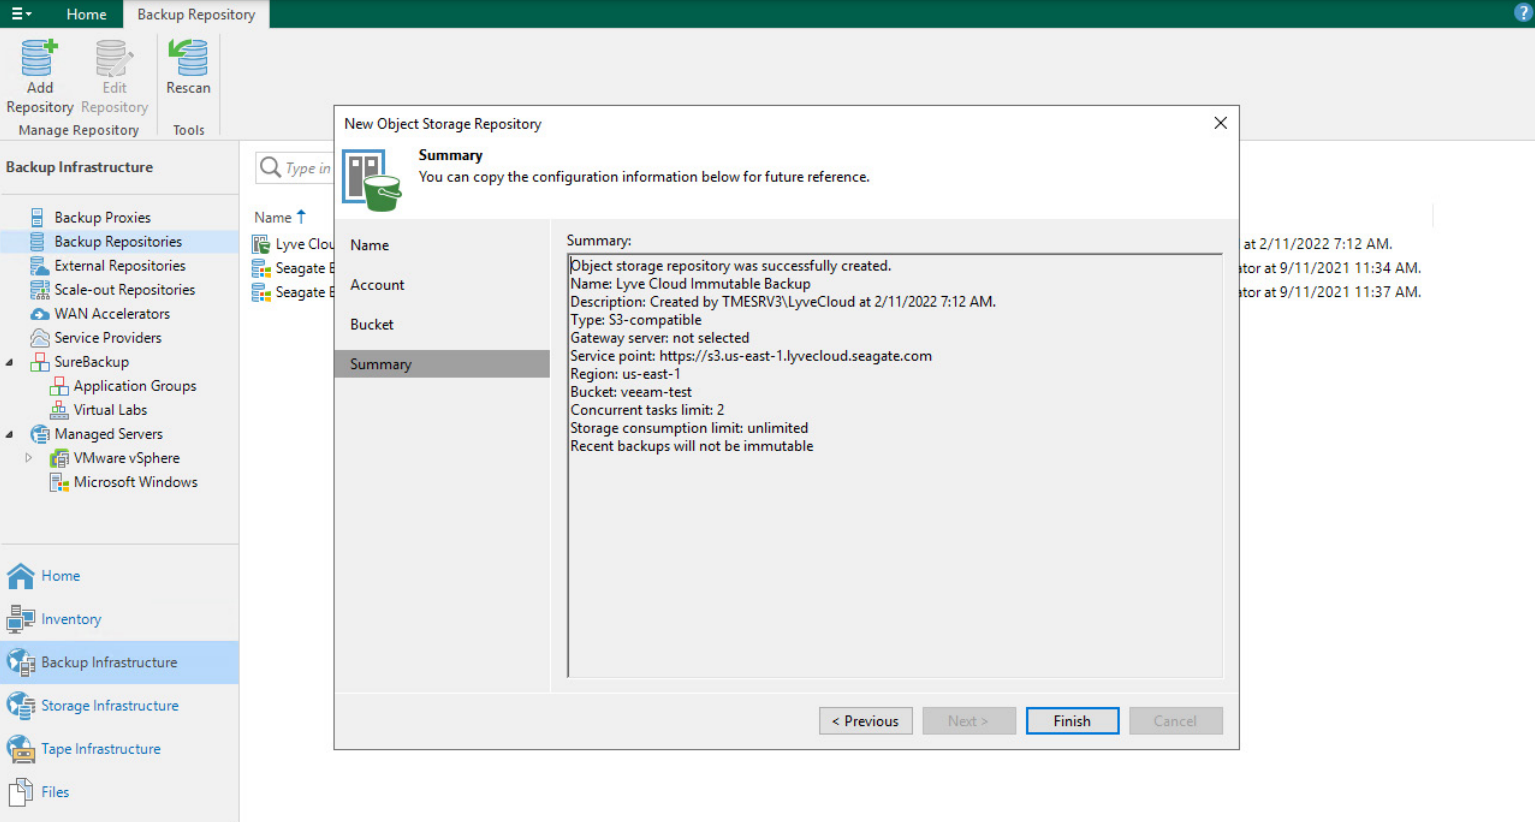 Home
Backup Repository
?
Add
Repository
Edit
Repository
Rescan
Manage Repository
Tools
Backup Infrastructure
Backup Proxies
Backup Repositories
External Repositories
Scale-out Repositories
WAN Accelerators
Service Providers
SureBackup
Application Groups
Virtual Labs
Managed Servers
VMware vSphere
Microsoft Windows
Home
Inventory
Backup Infrastructure
Storage Infrastructure
Tape Infrastructure
Files
Type in
Name
Lyve Clou
Seagate
Seagate
at 2/11/2022 7:12 AM.
ator at 9/11/2021 11:34 AM.
ator at 9/11/2021 11:37 AM.
New Object Storage Repository
Summary
You can copy the configuration information below for future reference.
Name
Account
Bucket
Summary
Summary:
Object storage repository was successfully created.
Name: Lyve Cloud Immutable Backup
Description: Created by TMESRV3\LyveCloud at 2/11/2022 7:12 AM.
Type: S3-compatible
Gateway server: not selected
Service point: https://s3.us-east-1.lyvecloud.seagate.com
Region: us-east-1
Bucket: veeam-test
Concurrent tasks limit: 2
Storage consumption limit: unlimited
Recent backups will not be immutable
< Previous
Next >
Finish
Cancel